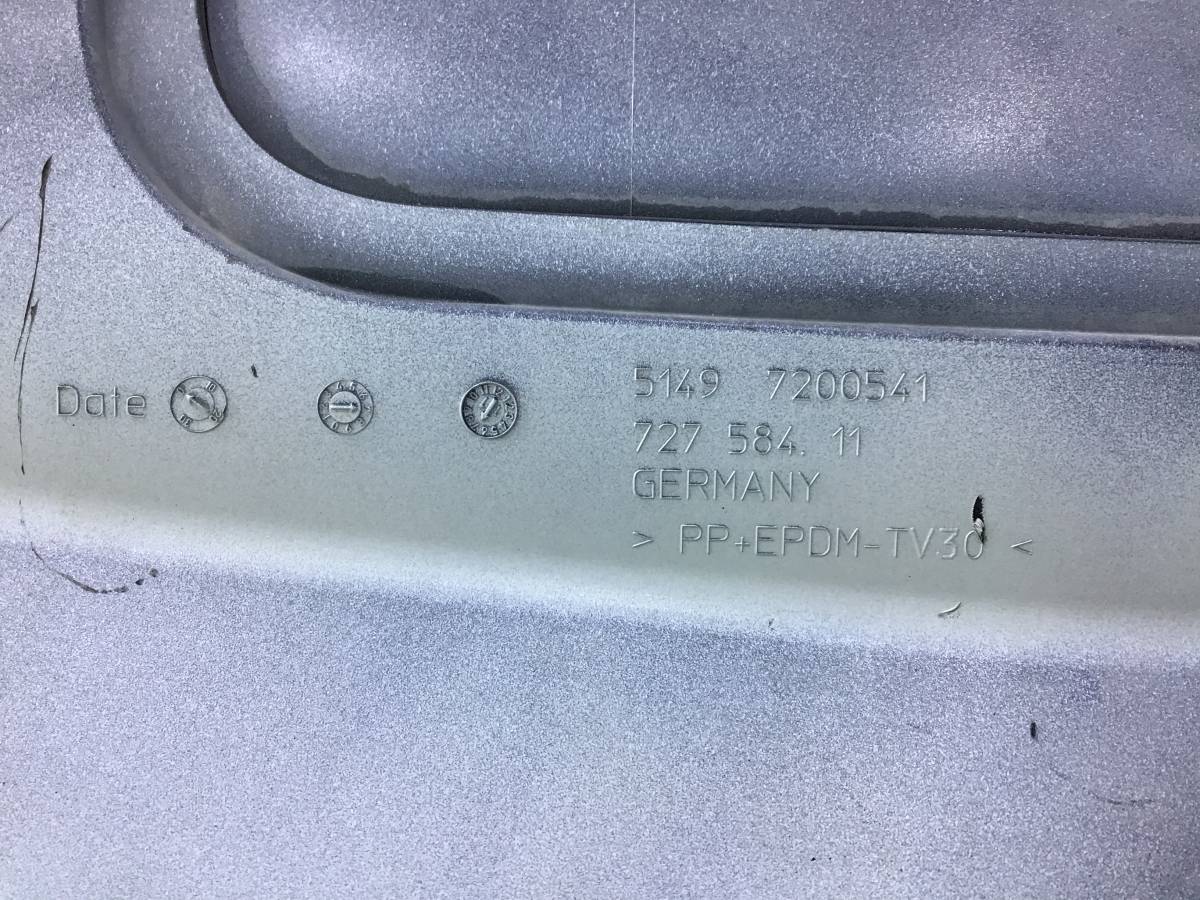 Date
5149 7200541
727 584. 11
GERMANY
> PP+EPDM-TV30 <